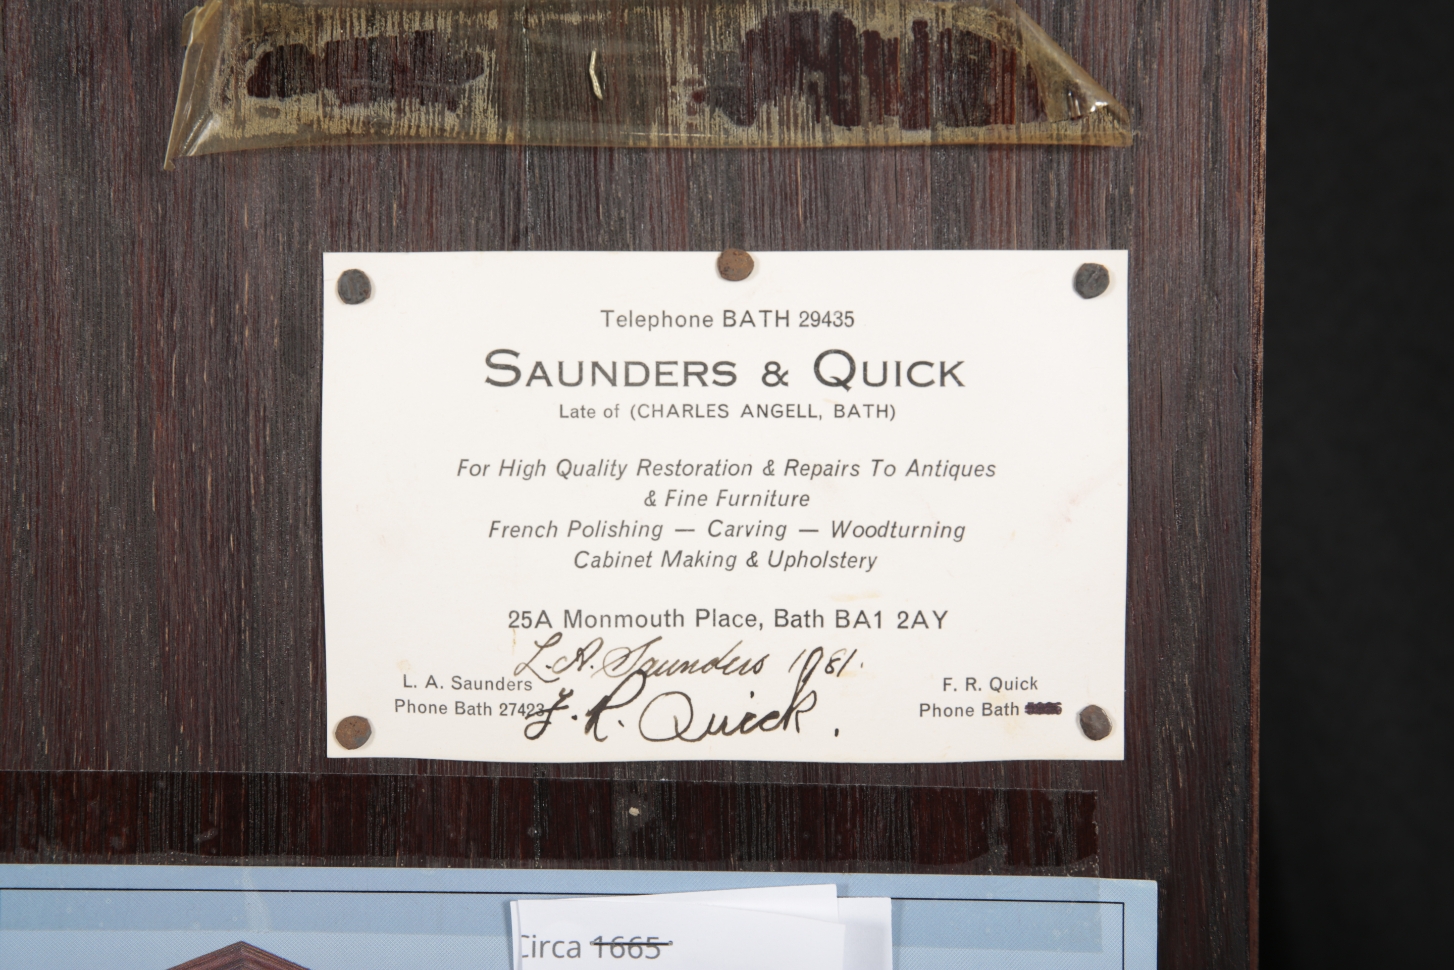 Telephone BATH 29435
SAUNDERS & QUICK
Late of (CHARLES ANGELL, BATH)
For High Quality Restoration & Repairs To Antiques
& Fine Furniture
French Polishing — Carving — Woodturning
Cabinet Making & Upholstery
25A Monmouth Place, Bath BA1 2AY
L.A. Saunders 1981.
L. A. Saunders
Phone Bath 27423
F.R. Quick.
F. R. Quick
Phone Bath
Circa 1665